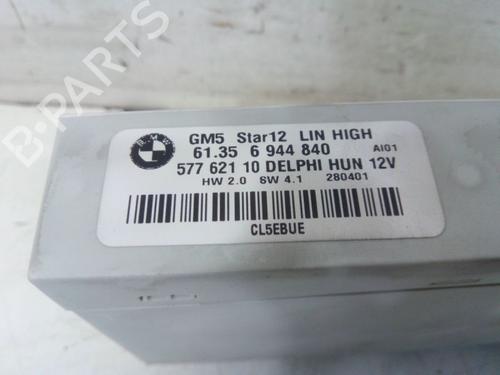 BMW
GM5 Star12 LIN HIGH
61.35 6 944 840 AI01
577 621 10 DELPHI HUN 12V
HW 2.0 SW 4.1 280401
CL5EBUE
B-PARTS